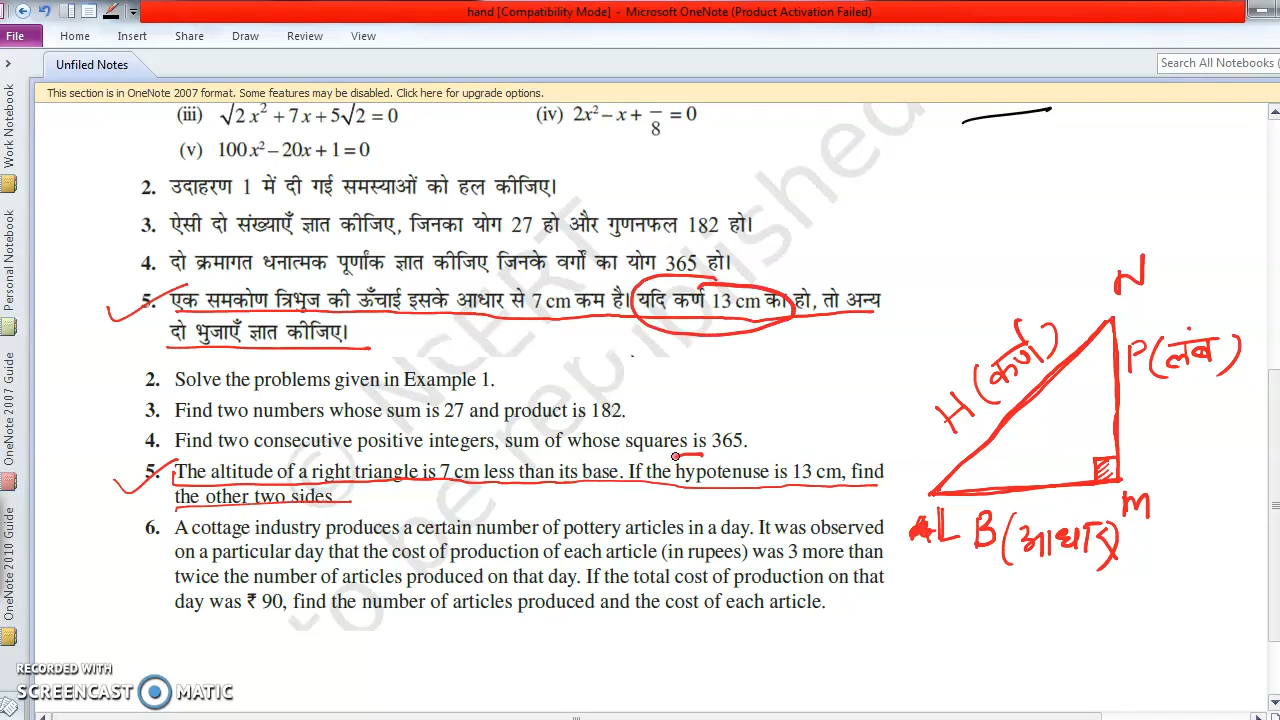 hand [Compatibility Mode] - Microsoft OneNote (Product Activation Failed)
File Home Insert Share Draw Review View
Unfiled Notes
Search All Notebooks (
This section is in OneNote 2007 format. Some features may be disabled. Click here for upgrade options.
Work Notebook
Personal Notebook
OneNote 2007 Guide
OneNote 2010 Guide
(iii) √2 x² + 7x + 5√2 = 0 (iv) 2x² – x + – 8 = 0
(v) 100x² – 20x + 1 = 0
2. उदाहरण 1 में दी गई समस्याओं को हल कीजिए।
3. ऐसी दो संख्याएँ ज्ञात कीजिए, जिनका योग 27 हो और गुणनफल 182 हो।
4. दो क्रमागत धनात्मक पूर्णांक ज्ञात कीजिए जिनके वर्गों का योग 365 हो।
5. एक समकोण त्रिभुज की ऊँचाई इसके आधार से 7 cm कम है। यदि कर्ण 13 cm का हो, तो अन्य
दो भुजाएँ ज्ञात कीजिए।
2. Solve the problems given in Example 1.
3. Find two numbers whose sum is 27 and product is 182.
4. Find two consecutive positive integers, sum of whose squares is 365.
5. The altitude of a right triangle is 7 cm less than its base. If the hypotenuse is 13 cm, find
the other two sides
6. A cottage industry produces a certain number of pottery articles in a day. It was observed
on a particular day that the cost of production of each article (in rupees) was 3 more than
twice the number of articles produced on that day. If the total cost of production on that
day was ₹ 90, find the number of articles produced and the cost of each article.
N
P (लंब)
H (कर्ण)
M
L B (आधार)
© NCERT
to be republished
RECORDED WITH
SCREENCAST MATIC